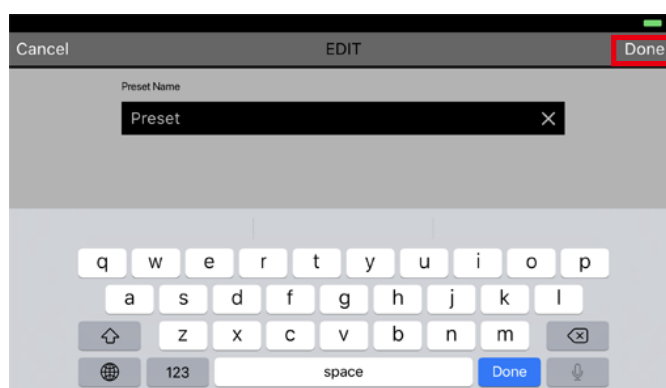 Cancel EDIT Done
Preset Name
Preset
q w e r t y u i o p
a s d f g h j k l
z x c v b n m
123 space Done